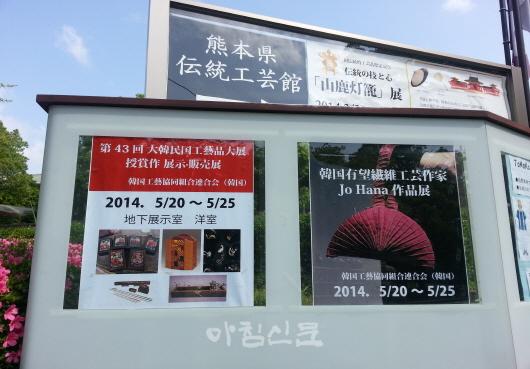 熊本県
伝統工芸館
伝統の技と心
「山鹿灯籠」展
第43回 大韓民国工藝品大展
授賞作 展示·販売展
韓国工藝協同組合連合会（韓国）
2014. 5/20～5/25
地下展示室 洋室
韓国有望繊維工芸作家
Jo Hana 作品展
韓国工藝協同組合連合会（韓国）
2014. 5/20～5/25
아침신문